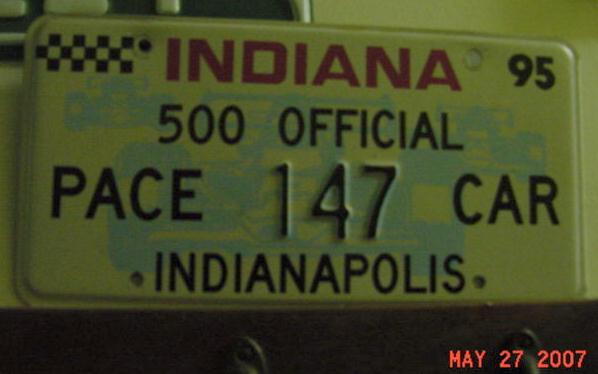 INDIANA 95
500 OFFICIAL
PACE 147 CAR
INDIANAPOLIS
MAY 27 2007